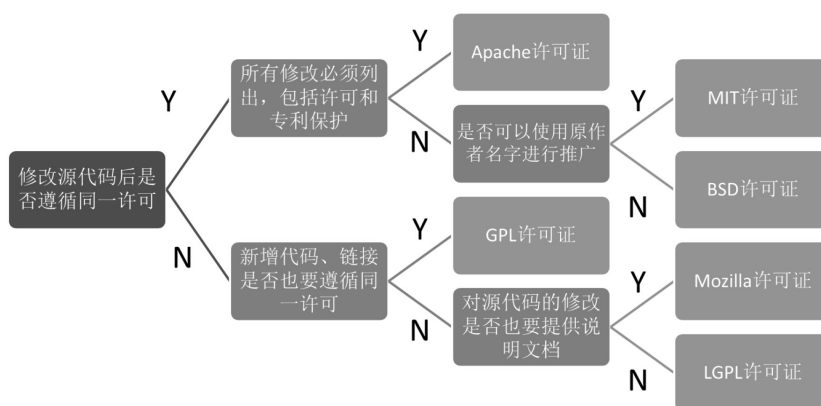 修改源代码后是
否遵循同一许可
Y
N
所有修改必须列
出，包括许可和
专利保护
Y
N
Apache许可证
是否可以使用原作
者名字进行推广
Y
N
MIT许可证
BSD许可证
新增代码、链接
是否也要遵循同
一许可
Y
N
GPL许可证
对源代码的修改
是否也要提供说
明文档
Y
N
Mozilla许可证
LGPL许可证